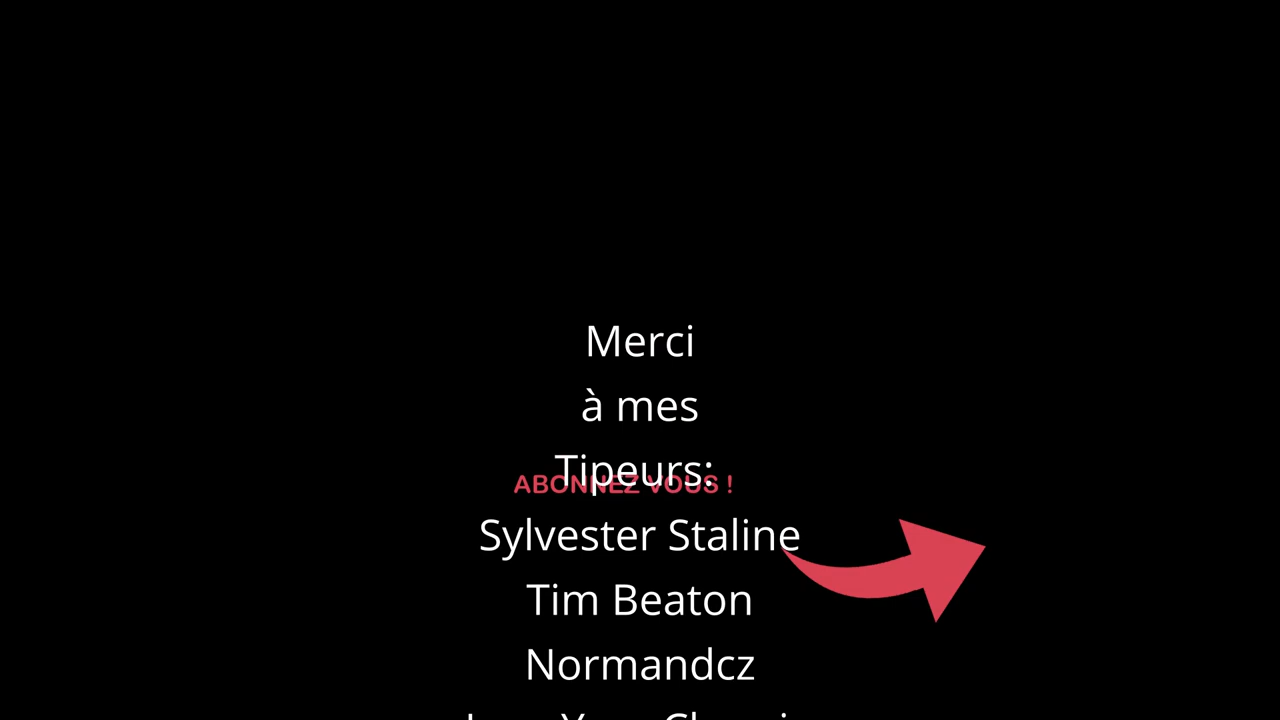 Merci
à mes
Tipeurs:
ABONNEZ VOUS !
Sylvester Staline
Tim Beaton
Normandcz